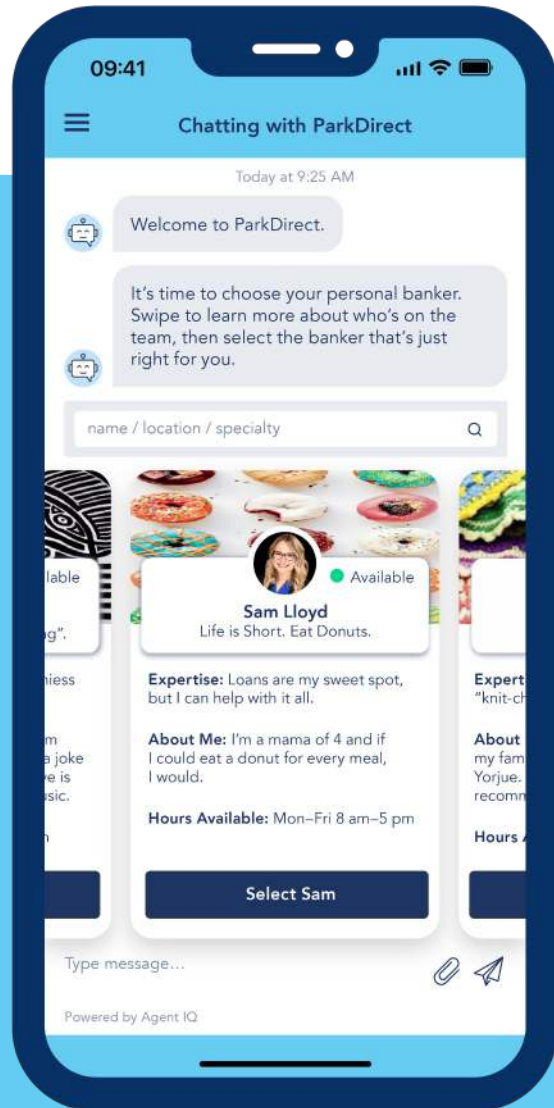 09:41
Chatting with ParkDirect
Today at 9:25 AM
Welcome to ParkDirect.
It's time to choose your personal banker.
Swipe to learn more about who's on the
team, then select the banker that's just
right for you.
name / location / specialty
lable
g".
iess
m
a joke
e is
sic.
Available
Sam Lloyd
Life is Short. Eat Donuts.
Expertise: Loans are my sweet spot,
but I can help with it all.
About Me: I'm a mama of 4 and if
I could eat a donut for every meal,
I would.
Hours Available: Mon–Fri 8 am–5 pm
Select Sam
Expert
"knit-ch
About
my fam
Yorjue.
recomm
Hours
Type message...
Powered by Agent IQ